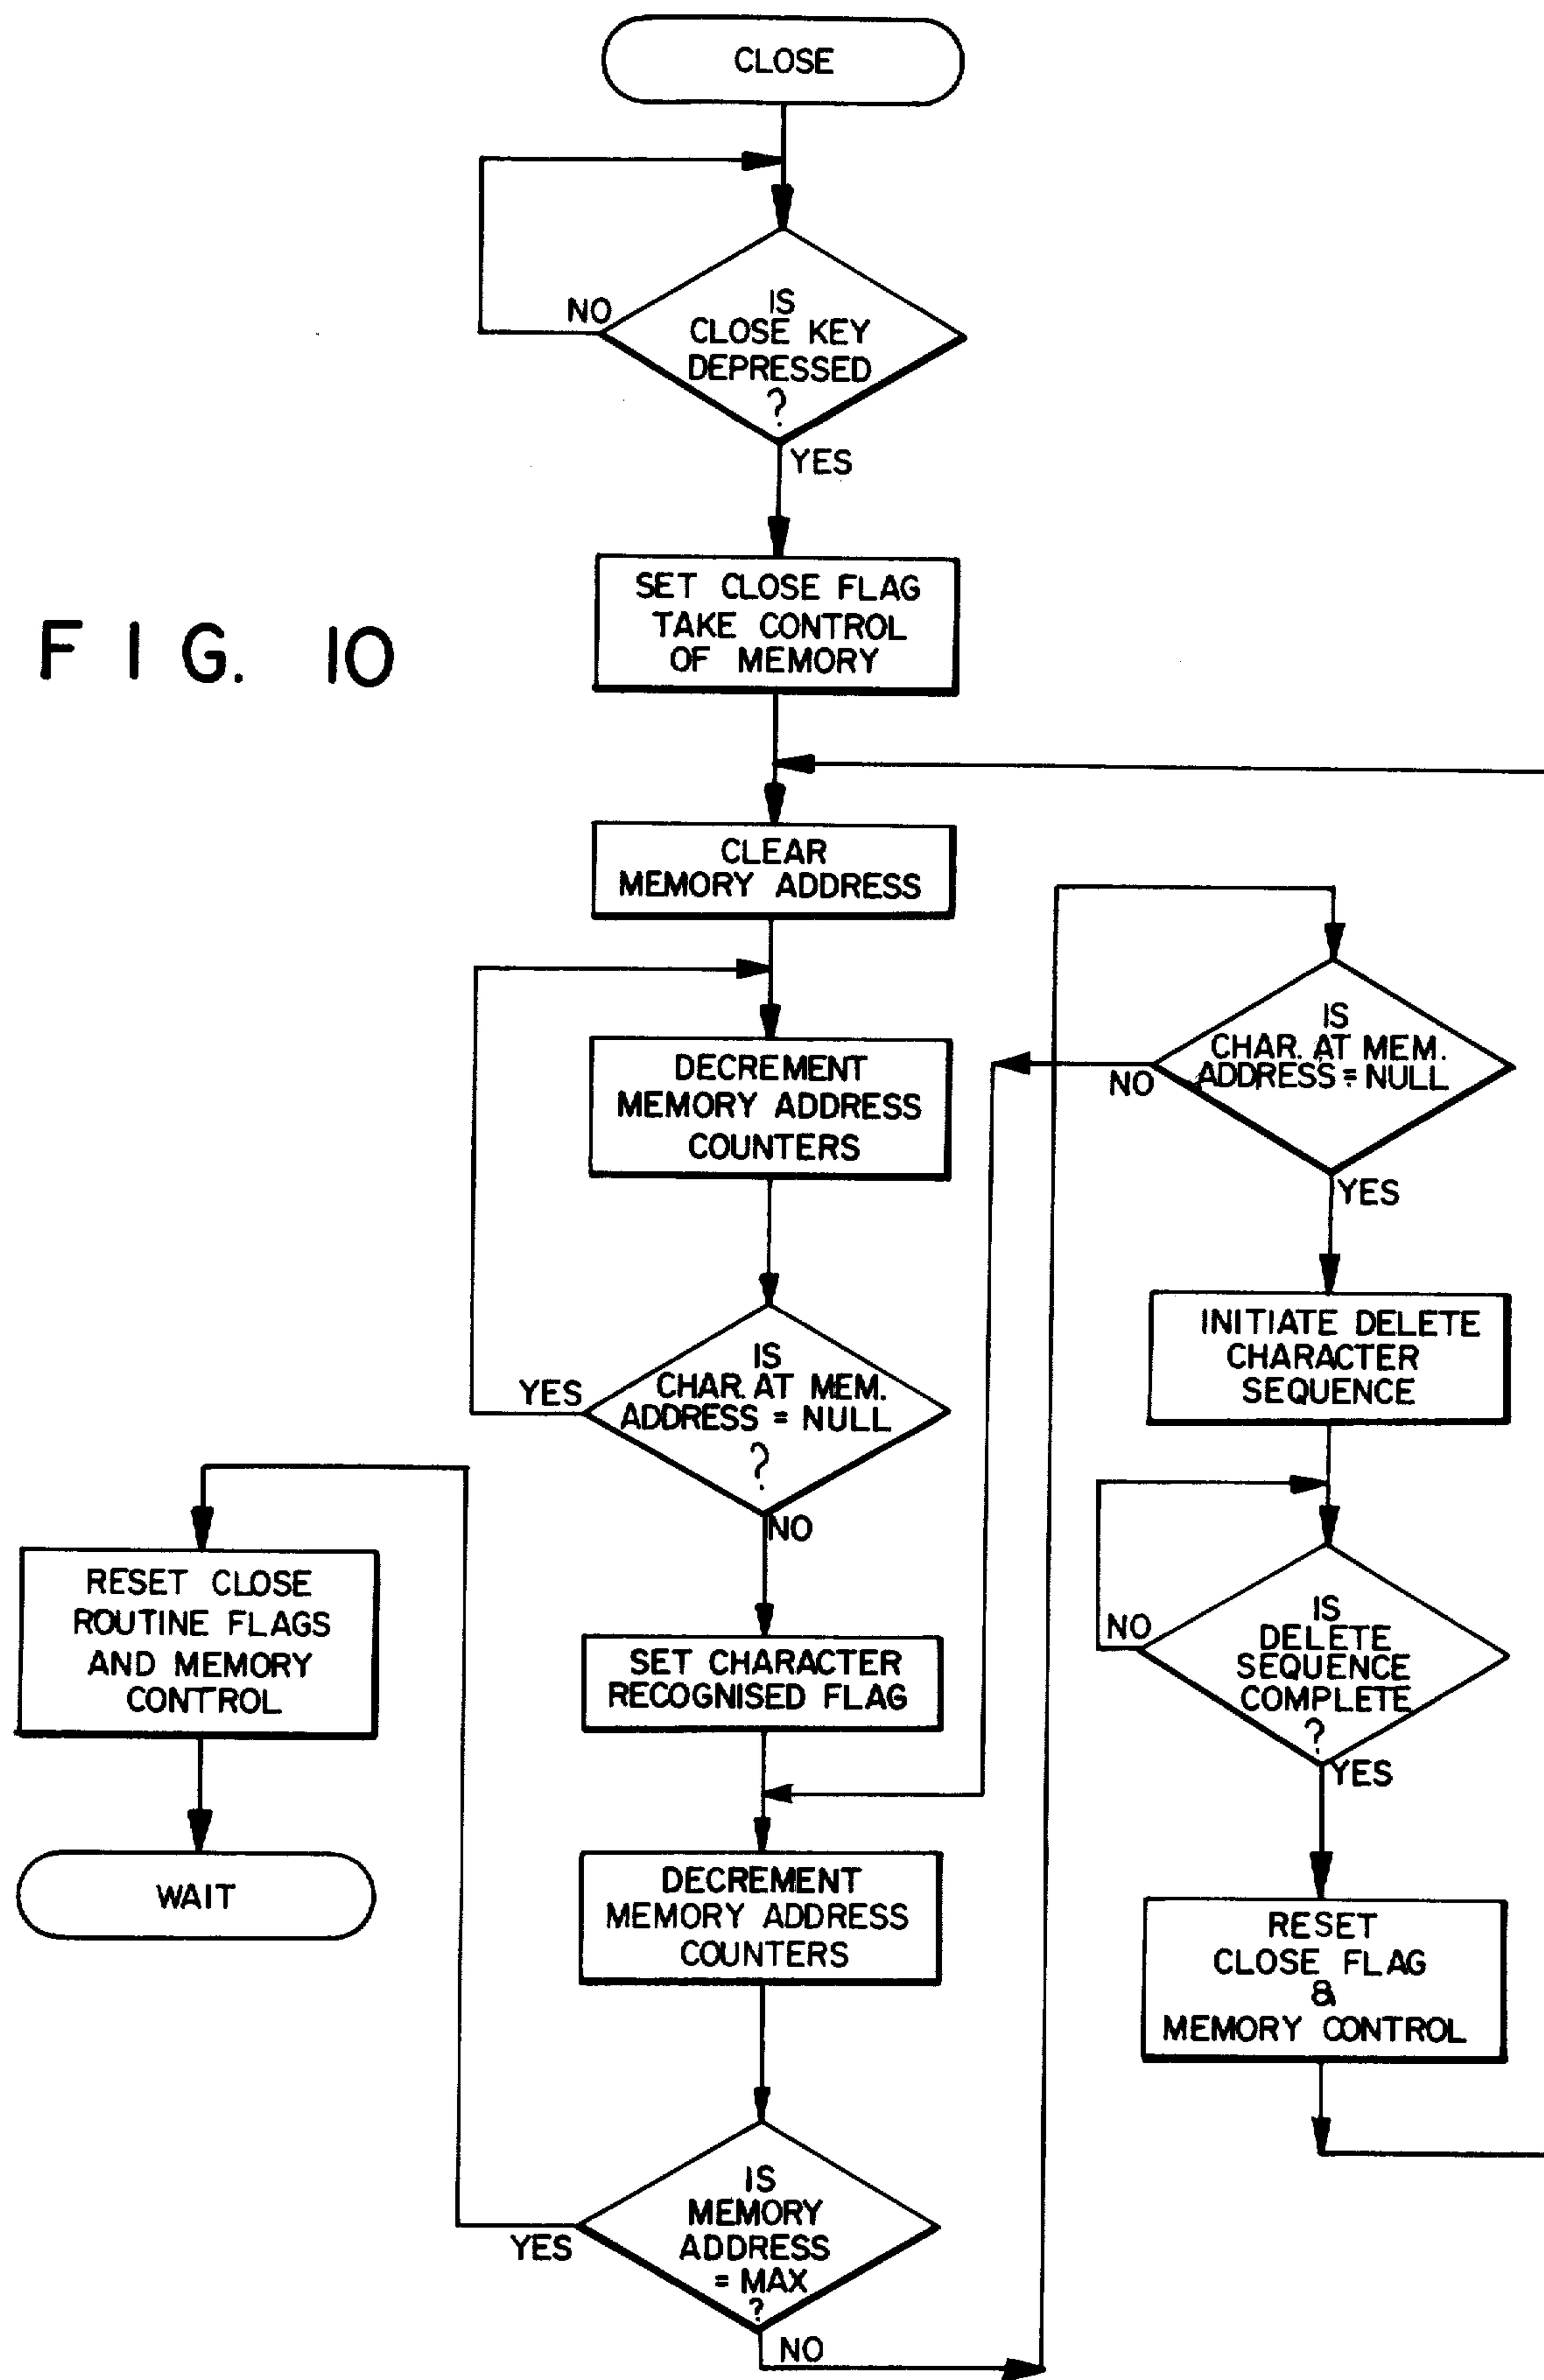 CLOSE
IS
CLOSE KEY
DEPRESSED
?
NO
YES
FIG. 10
SET CLOSE FLAG
TAKE CONTROL
OF MEMORY
CLEAR
MEMORY ADDRESS
DECREMENT
MEMORY ADDRESS
COUNTERS
IS
CHAR. AT MEM.
ADDRESS = NULL
?
YES
NO
SET CHARACTER
RECOGNISED FLAG
DECREMENT
MEMORY ADDRESS
COUNTERS
IS
MEMORY
ADDRESS
= MAX
?
YES
NO
RESET CLOSE
ROUTINE FLAGS
AND MEMORY
CONTROL
WAIT
IS
CHAR. AT MEM.
ADDRESS = NULL
NO
YES
INITIATE DELETE
CHARACTER
SEQUENCE
IS
DELETE
SEQUENCE
COMPLETE
?
NO
YES
RESET
CLOSE FLAG
&
MEMORY CONTROL